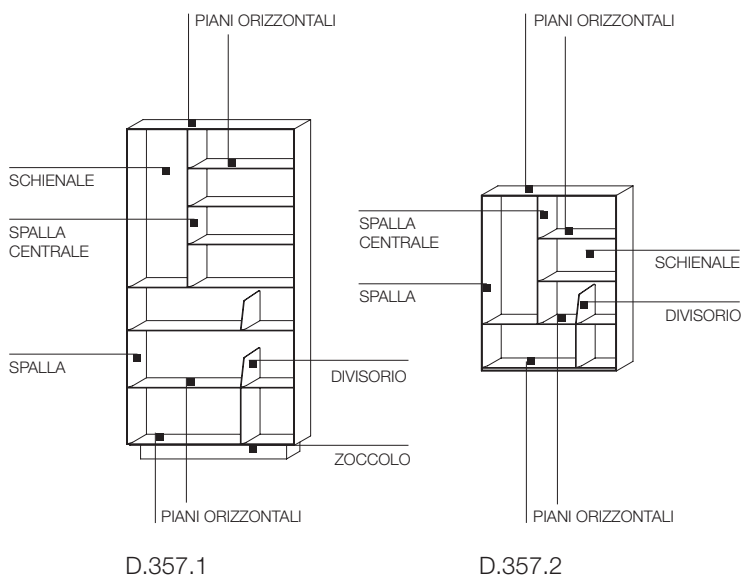 PIANI ORIZZONTALI
SCHIENALE
SPALLA
CENTRALE
SPALLA
DIVISORIO
ZOCCOLO
PIANI ORIZZONTALI
D.357.1
PIANI ORIZZONTALI
SPALLA
CENTRALE
SCHIENALE
SPALLA
DIVISORIO
PIANI ORIZZONTALI
D.357.2